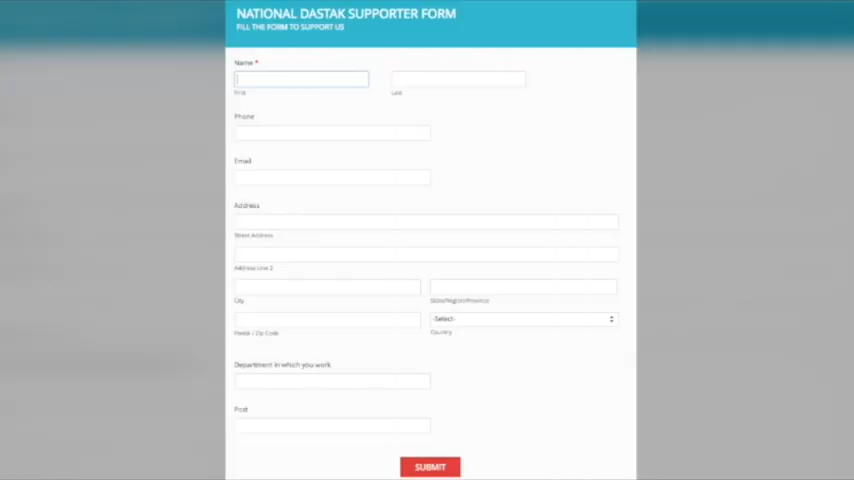 NATIONAL DASTAK SUPPORTER FORM
FILL THE FORM TO SUPPORT US
Name *
First
Last
Phone
Email
Address
Street Address
Address Line 2
City
State/Region/Province
Postal / Zip Code
-Select-
Country
Department in which you work
Post
SUBMIT